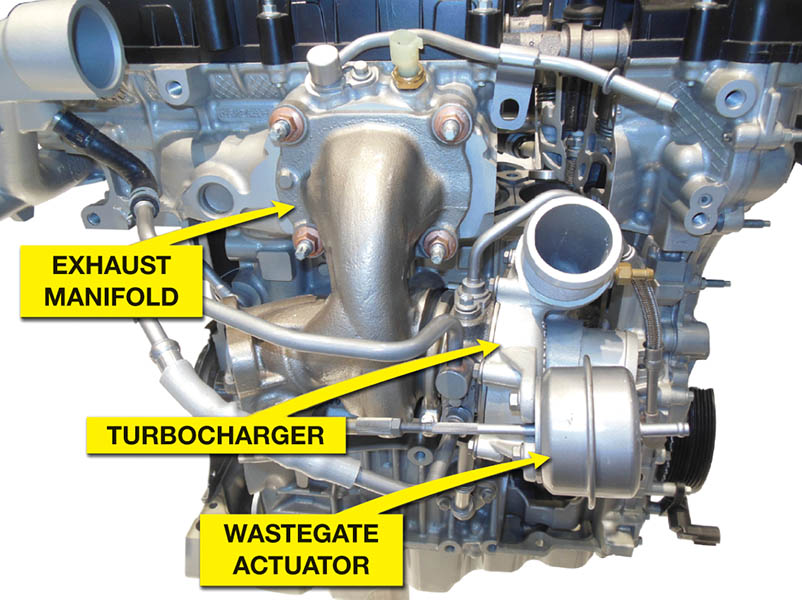 EXHAUST
MANIFOLD
TURBOCHARGER
WASTEGATE
ACTUATOR